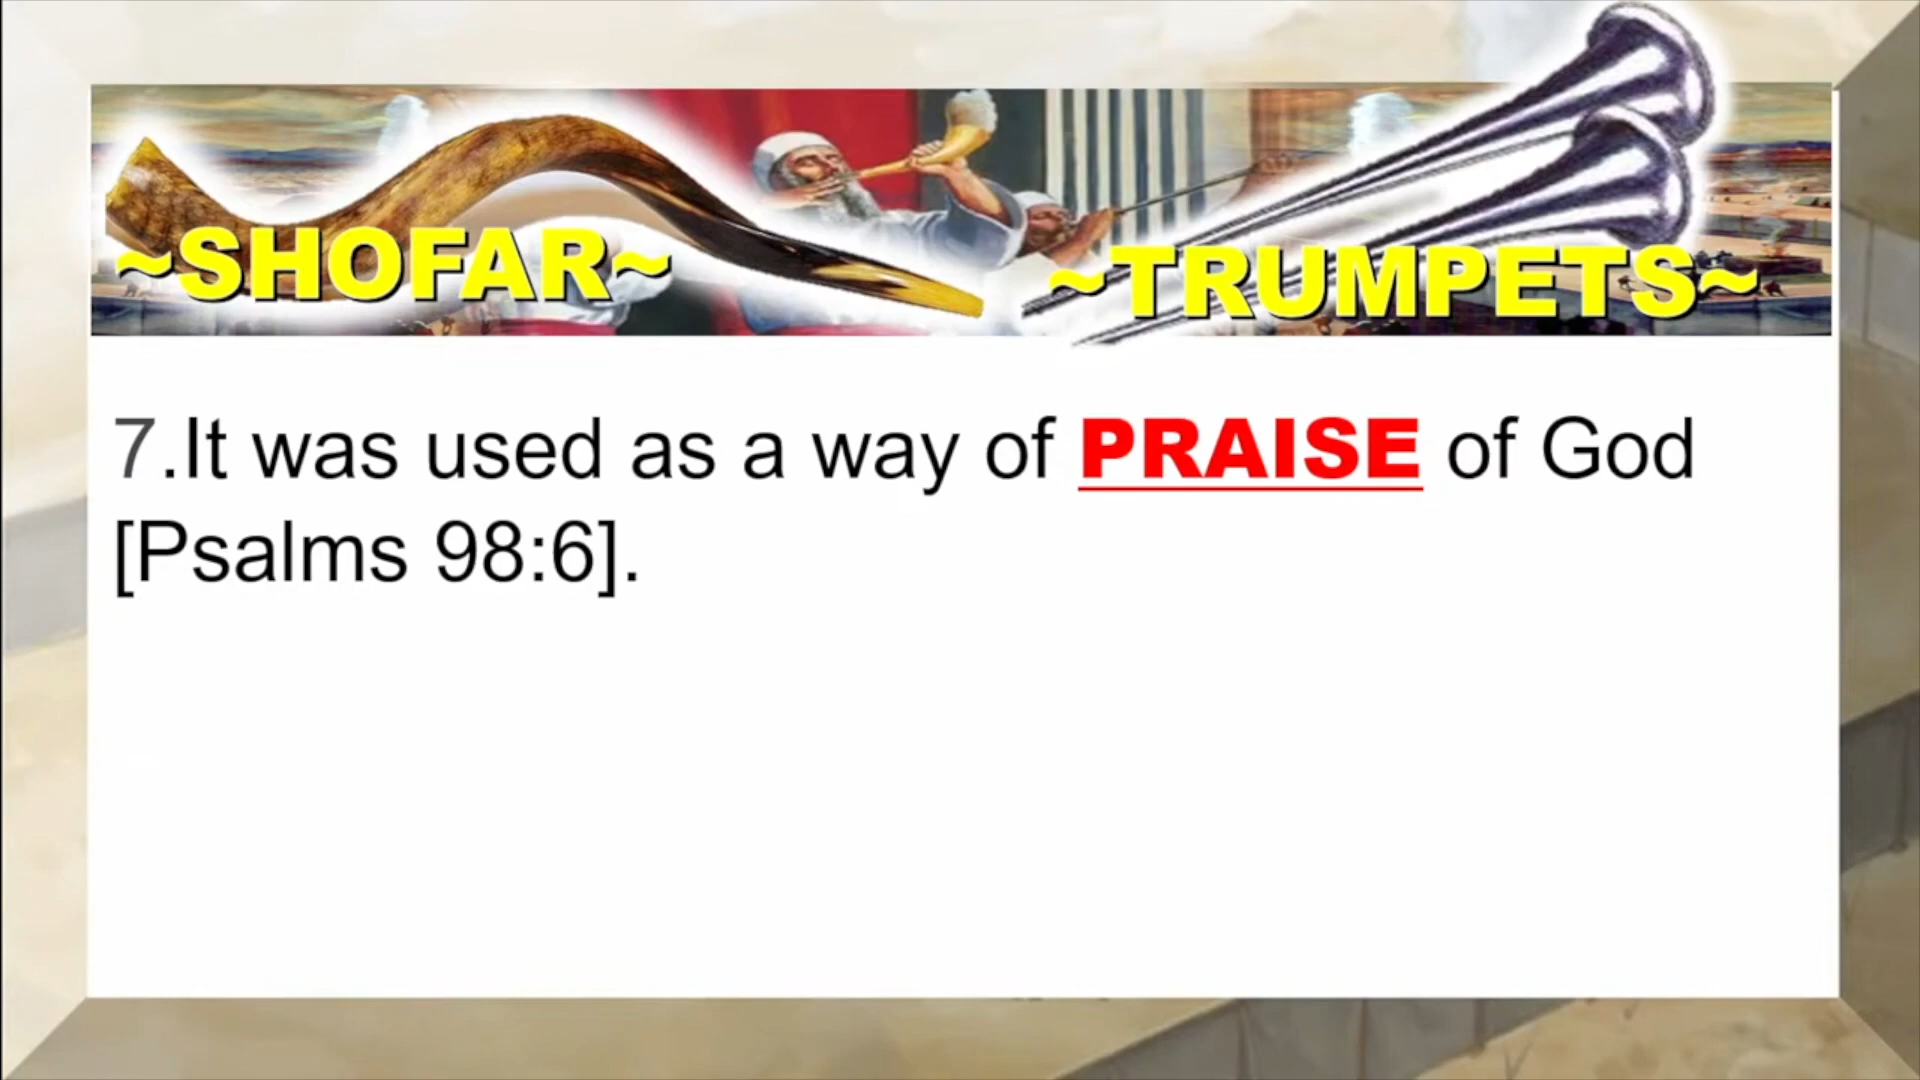 ~SHOFAR~
~TRUMPETS~
7.It was used as a way of PRAISE of God
[Psalms 98:6].